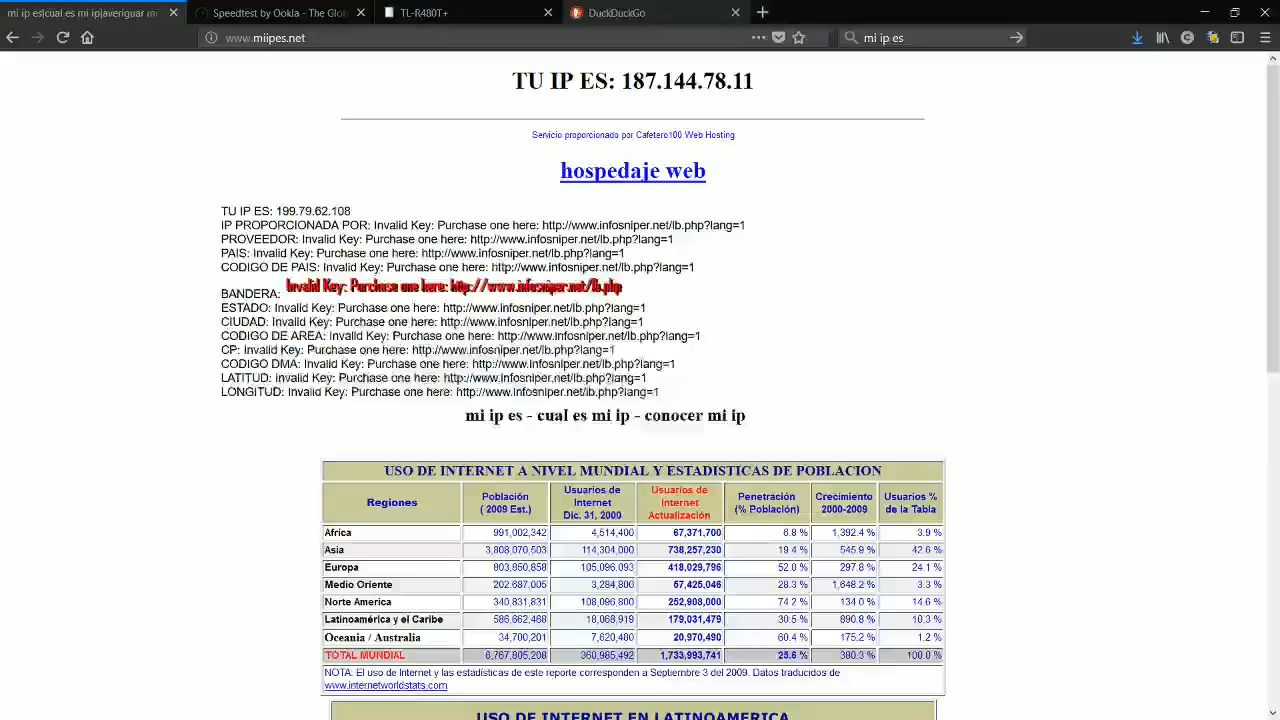 mi ip es|cual es mi ip|averiguar mi
Speedtest by Ookla - The Glo
TL-R480T+
DuckDuckGo
www.miipes.net
mi ip es
TU IP ES: 187.144.78.11
Servicio proporcionado por Cafetero100 Web Hosting
hospedaje web
TU IP ES: 199.79.62.108
IP PROPORCIONADA POR: Invalid Key: Purchase one here: http://www.infosniper.net/lb.php?lang=1
PROVEEDOR: Invalid Key: Purchase one here: http://www.infosniper.net/lb.php?lang=1
PAIS: Invalid Key: Purchase one here: http://www.infosniper.net/lb.php?lang=1
CODIGO DE PAIS: Invalid Key: Purchase one here: http://www.infosniper.net/lb.php?lang=1
Invalid Key: Purchase one here: http://www.infosniper.net/lb.php
BANDERA:
ESTADO: Invalid Key: Purchase one here: http://www.infosniper.net/lb.php?lang=1
CIUDAD: Invalid Key: Purchase one here: http://www.infosniper.net/lb.php?lang=1
CODIGO DE AREA: Invalid Key: Purchase one here: http://www.infosniper.net/lb.php?lang=1
CP: Invalid Key: Purchase one here: http://www.infosniper.net/lb.php?lang=1
CODIGO DMA: Invalid Key: Purchase one here: http://www.infosniper.net/lb.php?lang=1
LATITUD: Invalid Key: Purchase one here: http://www.infosniper.net/lb.php?lang=1
LONGITUD: Invalid Key: Purchase one here: http://www.infosniper.net/lb.php?lang=1
mi ip es - cual es mi ip - conocer mi ip
USO DE INTERNET A NIVEL MUNDIAL Y ESTADISTICAS DE POBLACION
Regiones Población ( 2009 Est.) Usuarios de Internet Dic. 31, 2000 Usuarios de Internet Actualización Penetración (% Población) Crecimiento 2000-2009 Usuarios % de la Tabla
Africa 991,002,342 4,514,400 67,371,700 6.8 % 1,392.4 % 3.9 %
Asia 3,808,070,503 114,304,000 738,257,230 19.4 % 545.9 % 42.6 %
Europa 803,850,858 105,096,093 418,029,796 52.0 % 297.8 % 24.1 %
Medio Oriente 202,687,005 3,284,800 57,425,046 28.3 % 1,648.2 % 3.3 %
Norte America 340,831,831 108,096,800 252,908,000 74.2 % 134.0 % 14.6 %
Latinoamérica y el Caribe 586,662,468 18,068,919 179,031,479 30.5 % 890.8 % 10.3 %
Oceania / Australia 34,700,201 7,620,480 20,970,490 60.4 % 175.2 % 1.2 %
TOTAL MUNDIAL 6,767,805,208 360,985,492 1,733,993,741 25.6 % 380.3 % 100.0 %
NOTA: El uso de Internet y las estadísticas de este reporte corresponden a Septiembre 3 del 2009. Datos traducidos de
www.internetworldstats.com
USO DE INTERNET EN LATINOAMERICA